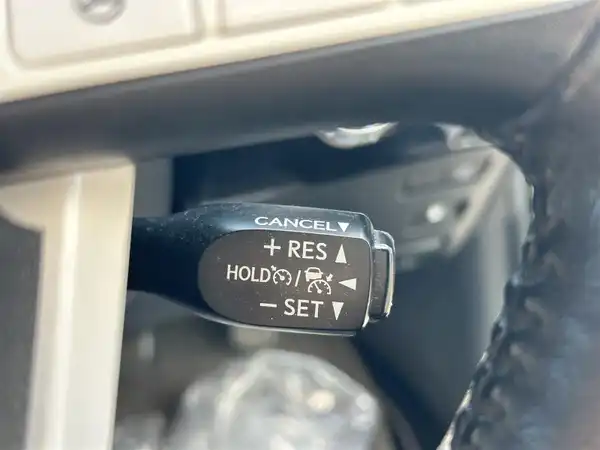 CANCEL▼
+ RES ▲
HOLD / ◀
− SET ▼